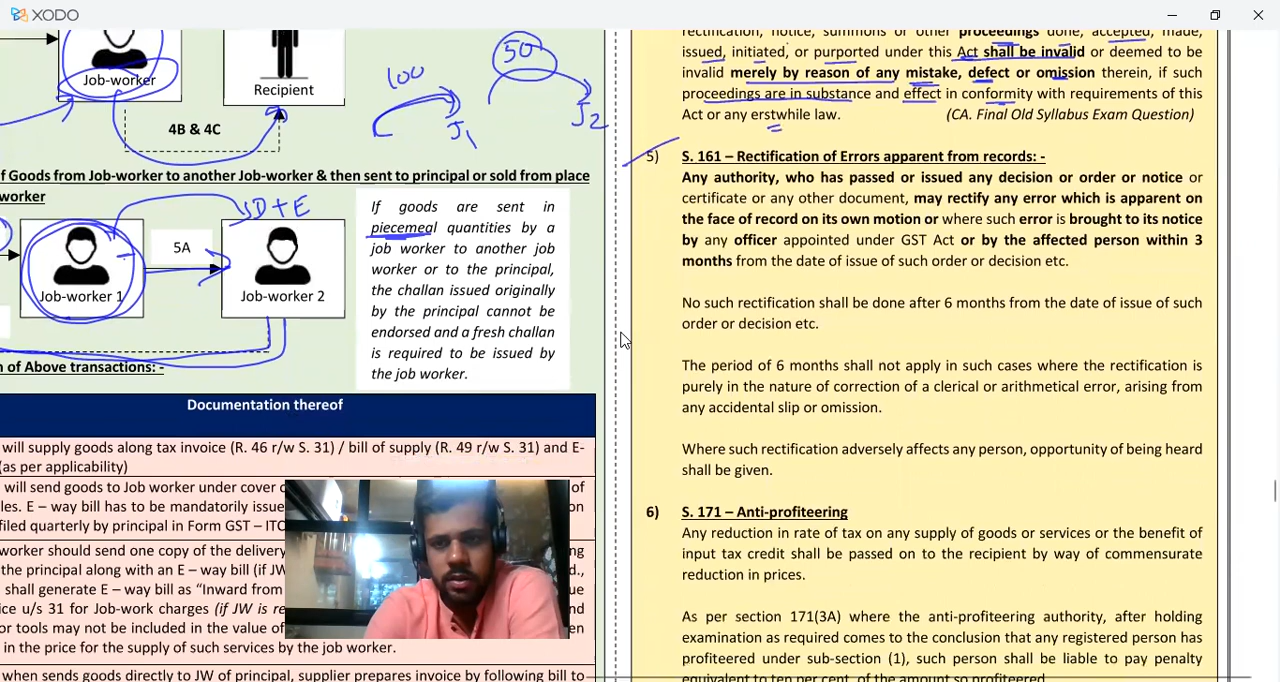 XODO
Job-worker
Recipient
4B & 4C
100
50
J1
J2
f Goods from Job-worker to another Job-worker & then sent to principal or sold from place
worker
JD + E
5A
Job-worker 1
Job-worker 2
If goods are sent in
piecemeal quantities by a
job worker to another job
worker or to the principal,
the challan issued originally
by the principal cannot be
endorsed and a fresh challan
is required to be issued by
the job worker.
n of Above transactions: -
Documentation thereof
will supply goods along tax invoice (R. 46 r/w S. 31) / bill of supply (R. 49 r/w S. 31) and E-
(as per applicability)
will send goods to Job worker under cover of
les. E – way bill has to be mandatorily issue on
filed quarterly by principal in Form GST – ITC
worker should send one copy of the delivery ng
the principal along with an E – way bill (if JW d.,
shall generate E – way bill as "Inward from ue
ice u/s 31 for Job-work charges (if JW is re nd
or tools may not be included in the value of en
in the price for the supply of such services by the job worker.
when sends goods directly to JW of principal, supplier prepares invoice by following bill to
rectification, notice, summons or other proceedings done, accepted, made,
issued, initiated, or purported under this Act shall be invalid or deemed to be
invalid merely by reason of any mistake, defect or omission therein, if such
proceedings are in substance and effect in conformity with requirements of this
Act or any erstwhile law. (CA. Final Old Syllabus Exam Question)
5) S. 161 – Rectification of Errors apparent from records: -
Any authority, who has passed or issued any decision or order or notice or
certificate or any other document, may rectify any error which is apparent on
the face of record on its own motion or where such error is brought to its notice
by any officer appointed under GST Act or by the affected person within 3
months from the date of issue of such order or decision etc.
No such rectification shall be done after 6 months from the date of issue of such
order or decision etc.
The period of 6 months shall not apply in such cases where the rectification is
purely in the nature of correction of a clerical or arithmetical error, arising from
any accidental slip or omission.
Where such rectification adversely affects any person, opportunity of being heard
shall be given.
6) S. 171 – Anti-profiteering
Any reduction in rate of tax on any supply of goods or services or the benefit of
input tax credit shall be passed on to the recipient by way of commensurate
reduction in prices.
As per section 171(3A) where the anti-profiteering authority, after holding
examination as required comes to the conclusion that any registered person has
profiteered under sub-section (1), such person shall be liable to pay penalty
equivalent to ten per cent. of the amount so profiteered